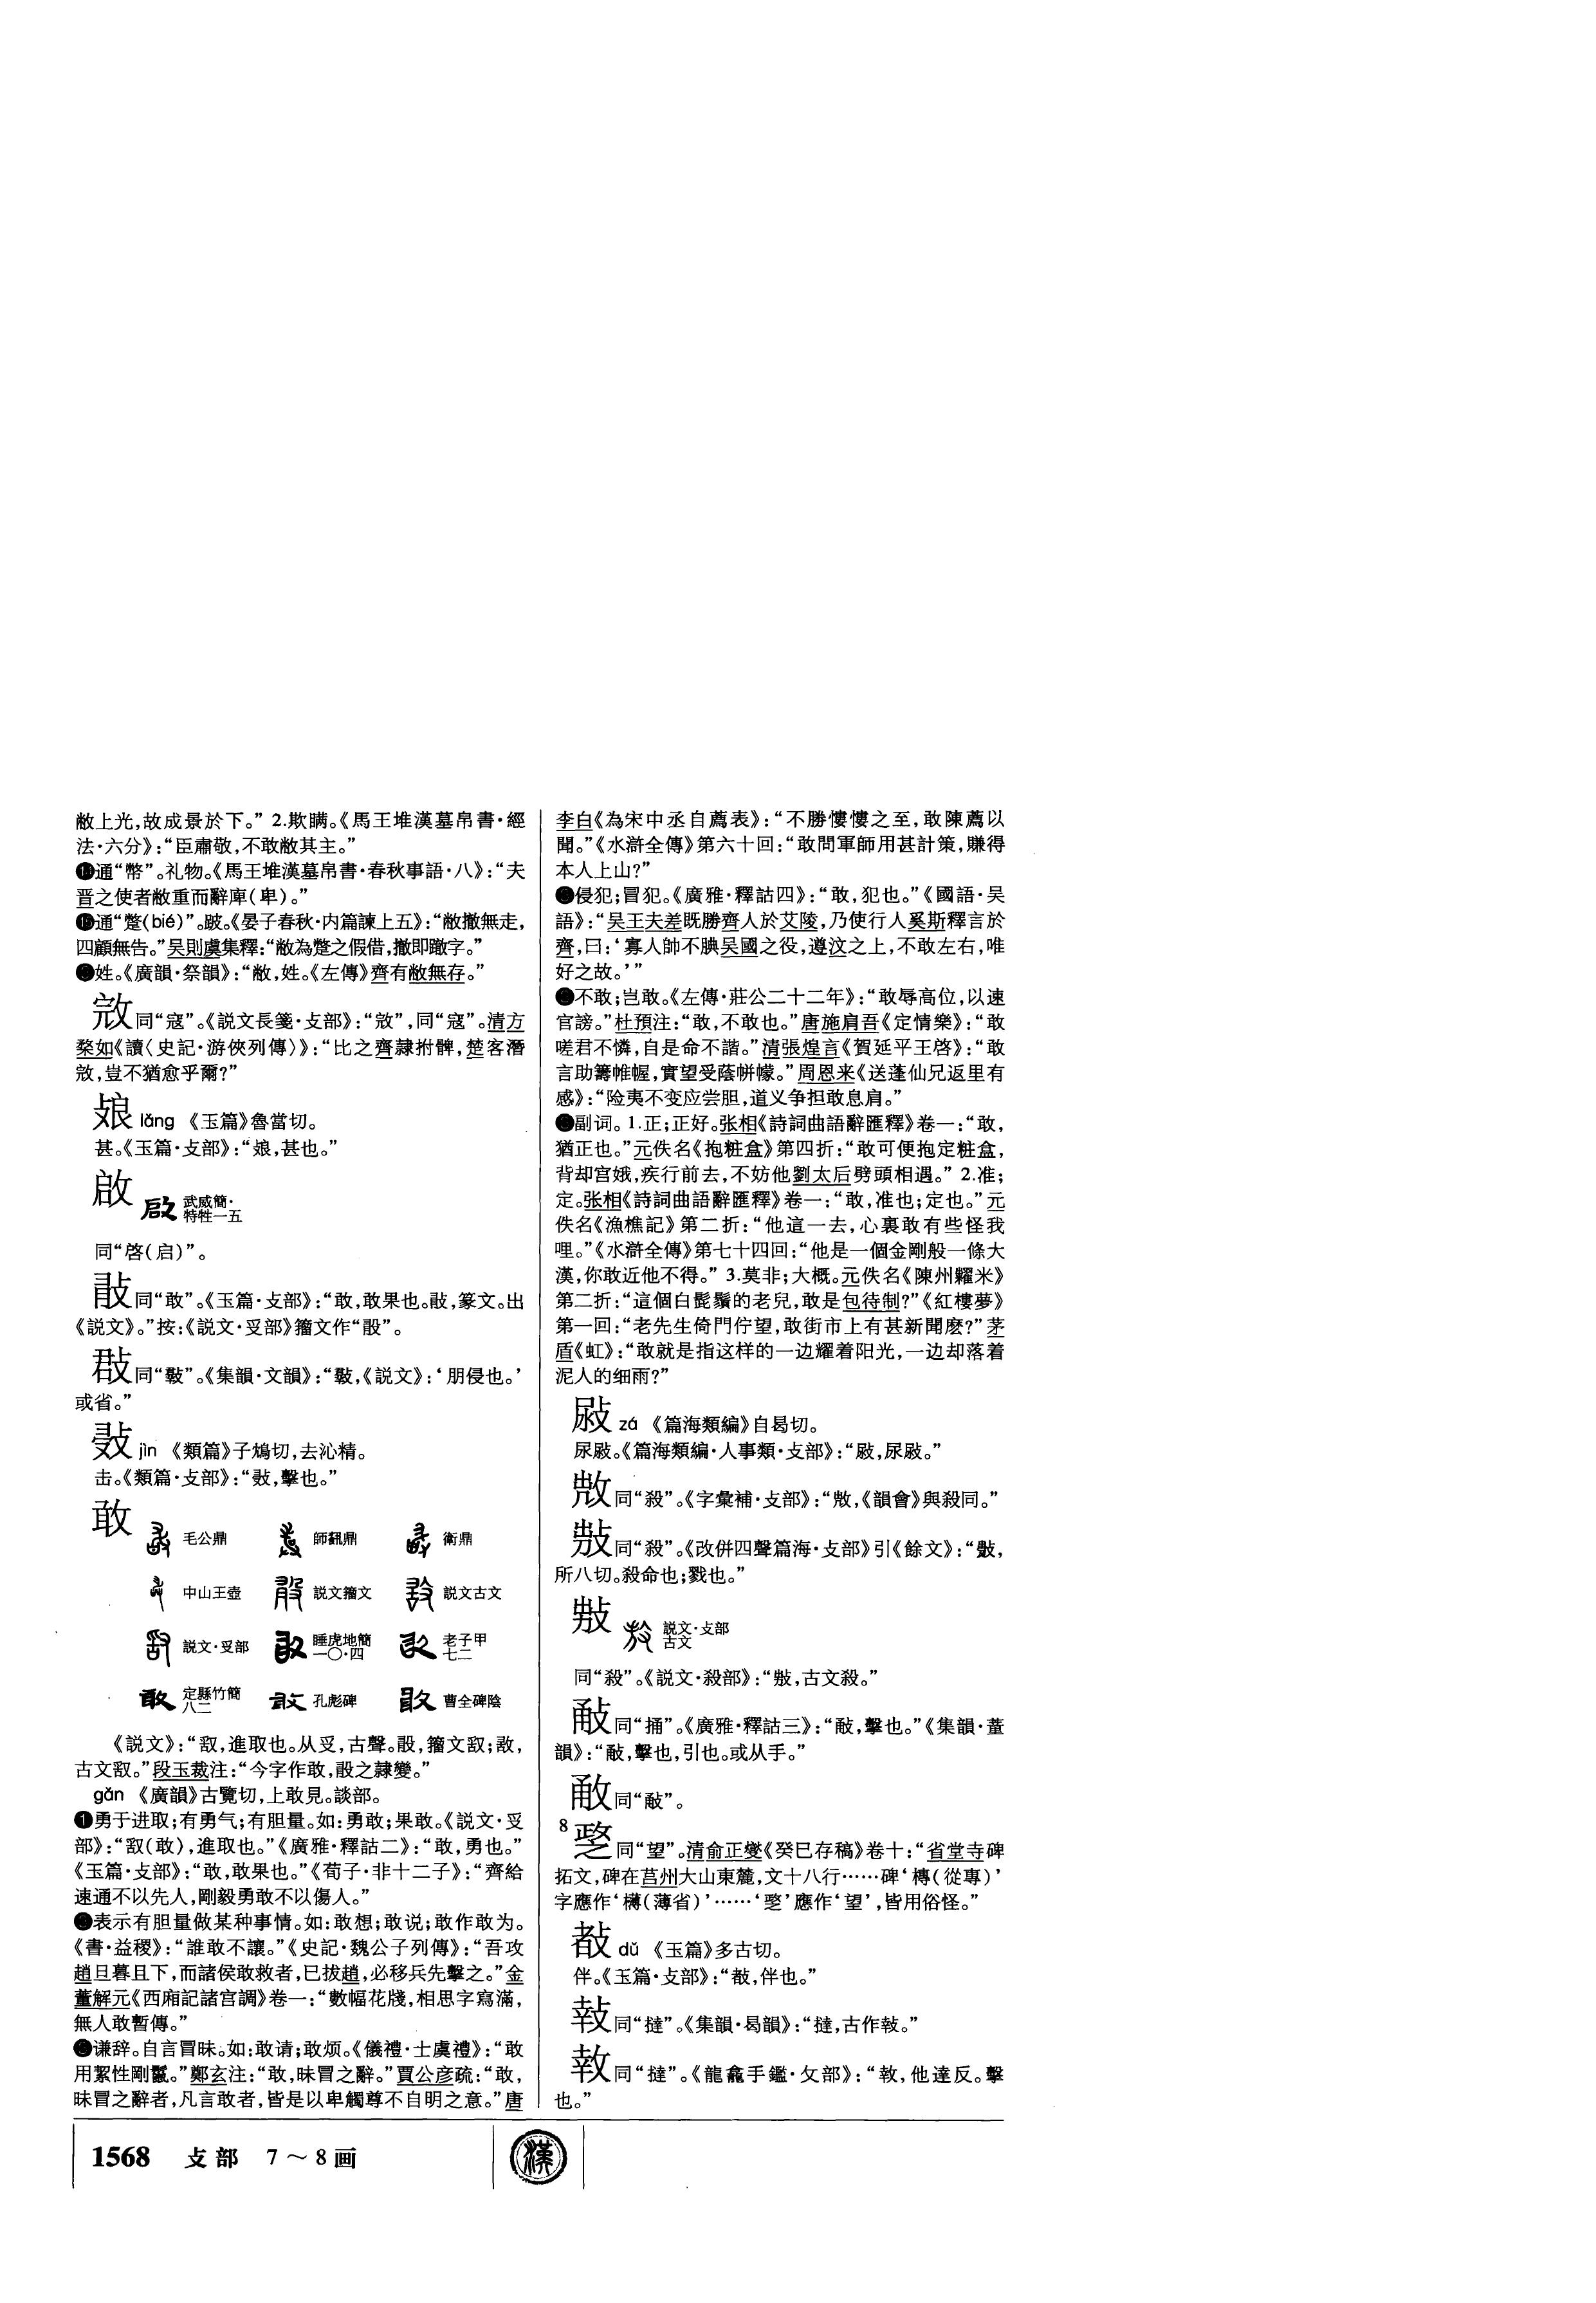 敝上光，故成景於下。” 2.欺瞒。《馬王堆漢墓帛書·經
法·六分》：“臣肅敬，不敢敝其主。”
⓮通“幣”。礼物。《馬王堆漢墓帛書·春秋事語·八》：“夫
晋之使者敝重而辭庳（卑）。”
⓯通“蹩(bié)”。跛。《晏子春秋·内篇諫上五》：“敝撤無走，
四顧無告。”吴則虞集釋：“敝為蹩之假借，撤即𨅊字。”
⓰姓。《廣韻·祭韻》：“敝，姓。《左傳》齊有敝無存。”
同“寇”。《説文長箋·攴部》：“㓂”，同“寇”。清方
楘如《讀〈史記·游俠列傳〉》：“比之齊隷拊髀，楚客潛
，豈不猶愈乎爾？”
lǎng 《玉篇》魯當切。
甚。《玉篇·攴部》：“，甚也。”
啟 武威簡·
特牲一五
同“啓（启）”。
同“敢”。《玉篇·攴部》：“敢，敢果也。，篆文。出
《説文》。”按：《説文·𠬪部》籀文作“”。
同“”。《集韻·文韻》：“，《説文》：‘朋侵也。’
或省。”
jìn 《類篇》子鴆切，去沁精。
击。《類篇·攴部》：“，擊也。”
敢 毛公鼎 師𩛥鼎 衛鼎
中山王壺 説文籀文 説文古文
説文·𠬪部 睡虎地簡一〇·四 老子甲七二
定縣竹簡八二 孔彪碑 曹全碑陰
《説文》：“㪇，進取也。从𠬪，古聲。，籀文㪇；，
古文㪇。”段玉裁注：“今字作敢，之隷變。”
gǎn 《廣韻》古覽切，上敢見。談部。
❶勇于进取；有勇气；有胆量。如：勇敢；果敢。《説文·𠬪
部》：“㪇（敢），進取也。”《廣雅·釋詁二》：“敢，勇也。”
《玉篇·攴部》：“敢，敢果也。”《荀子·非十二子》：“齊給
速通不以先人，剛毅勇敢不以傷人。”
❷表示有胆量做某种事情。如：敢想；敢说；敢作敢为。
《書·益稷》：“誰敢不讓。”《史記·魏公子列傳》：“吾攻
趙旦暮且下，而諸侯敢救者，已拔趙，必移兵先擊之。”金
董解元《西廂記諸宫調》卷一：“數幅花牋，相思字寫滿，
無人敢暫傳。”
❸谦辞。自言冒昧。如：敢请；敢烦。《儀禮·士虞禮》：“敢
用絜牲剛鬣。”鄭玄注：“敢，昧冒之辭。”賈公彦疏：“敢，
昧冒之辭者，凡言敢者，皆是以卑觸尊不自明之意。”唐
李白《為宋中丞自薦表》：“不勝慺慺之至，敢陳薦以
聞。”《水滸全傳》第六十回：“敢問軍師用甚計策，賺得
本人上山？”
❹侵犯；冒犯。《廣雅·釋詁四》：“敢，犯也。”《國語·吴
語》：“吴王夫差既勝齊人於艾陵，乃使行人奚斯釋言於
齊，曰：‘寡人帥不腆吴國之役，遵汶之上，不敢左右，唯
好之故。’”
❺不敢；岂敢。《左傳·莊公二十二年》：“敢辱高位，以速
官謗。”杜預注：“敢，不敢也。”唐施肩吾《定情樂》：“敢
嗟君不憐，自是命不諧。”清張煌言《賀延平王啓》：“敢
言助籌帷幄，實望受蔭帡幪。”周恩来《送蓬仙兄返里有
感》：“险夷不变应尝胆，道义争担敢息肩。”
❻副词。1.正；正好。张相《詩詞曲語辭匯釋》卷一：“敢，
猶正也。”元佚名《抱粧盒》第四折：“敢可便抱定粧盒，
背却宫娥，疾行前去，不妨他劉太后劈頭相遇。” 2.准；
定。张相《詩詞曲語辭匯釋》卷一：“敢，准也；定也。”元
佚名《漁樵記》第二折：“他這一去，心裏敢有些怪我
哩。”《水滸全傳》第七十四回：“他是一個金剛般一條大
漢，你敢近他不得。” 3.莫非；大概。元佚名《陳州糶米》
第二折：“這個白髭鬚的老兒，敢是包待制？”《紅樓夢》
第一回：“老先生倚門佇望，敢街市上有甚新聞麽？”茅
盾《虹》：“敢就是指这样的一边耀着阳光，一边却落着
泥人的细雨？”
zá 《篇海類編》自曷切。
尿。《篇海類編·人事類·攴部》：“，尿。”
同“殺”。《字彙補·攴部》：“，《韻會》與殺同。”
同“殺”。《改併四聲篇海·攴部》引《餘文》：“，
所八切。殺命也；戮也。”
説文·攴部
古文
同“殺”。《説文·殺部》：“，古文殺。”
同“捅”。《廣雅·釋詁三》：“，擊也。”《集韻·董
韻》：“，擊也，引也。或从手。”
同“”。
8
同“望”。清俞正燮《癸巳存稿》卷十：“省堂寺碑
拓文，碑在莒州大山東麓，文十八行……碑‘槫（從專）’
字應作‘欂（薄省）’……‘’應作‘望’，皆用俗怪。”
dǔ 《玉篇》多古切。
伴。《玉篇·攴部》：“，伴也。”
同“撻”。《集韻·曷韻》：“撻，古作。”
同“撻”。《龍龕手鑑·攵部》：“，他達反。擊
也。”
1568 攴部 7～8画
漢